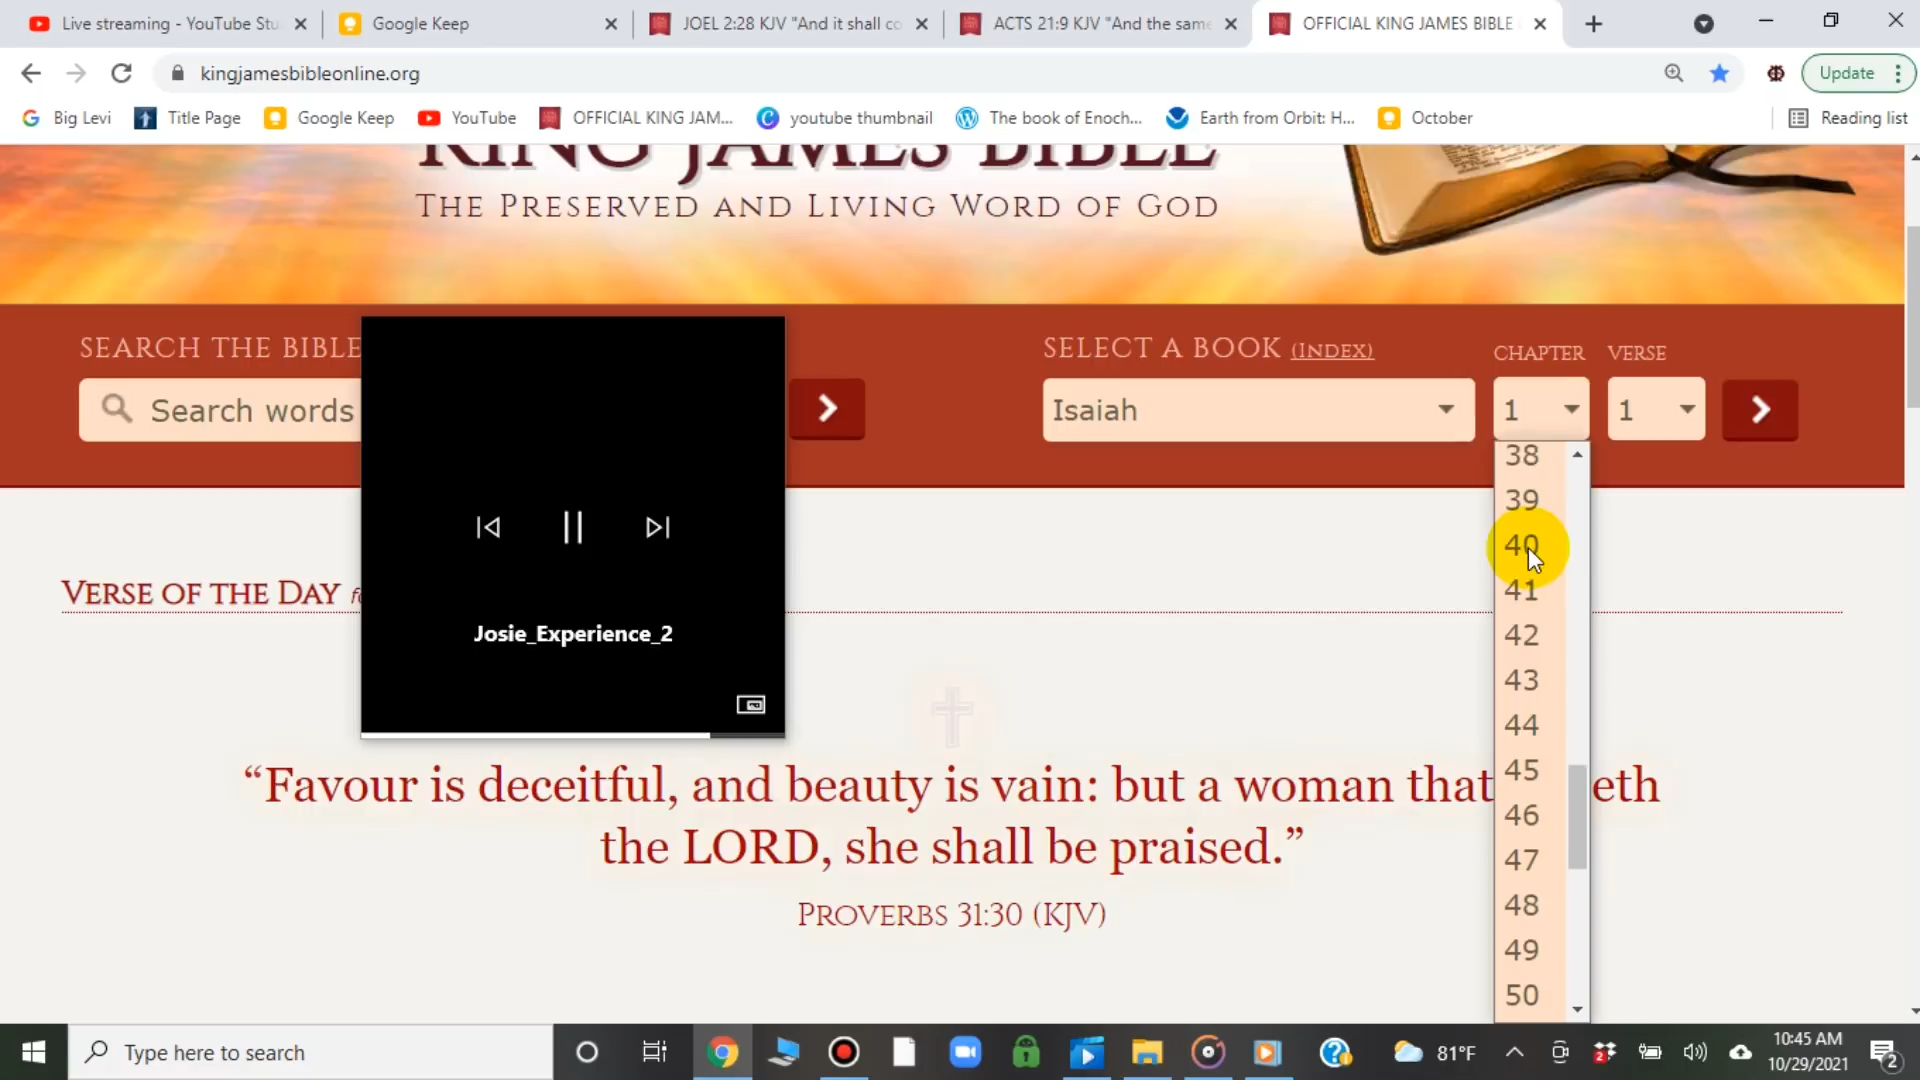 Live streaming - YouTube Stu
Google Keep
JOEL 2:28 KJV "And it shall co
ACTS 21:9 KJV "And the same
OFFICIAL KING JAMES BIBLE
kingjamesbibleonline.org
Update
Big Levi
Title Page
Google Keep
YouTube
OFFICIAL KING JAM...
youtube thumbnail
The book of Enoch...
Earth from Orbit: H...
October
Reading list
KING JAMES BIBLE
THE PRESERVED AND LIVING WORD OF GOD
SEARCH THE BIBLE
SELECT A BOOK (INDEX)
CHAPTER
VERSE
Search words
Isaiah
1
1
38
39
40
41
42
43
44
45
46
47
48
49
50
Josie_Experience_2
VERSE OF THE DAY
“Favour is deceitful, and beauty is vain: but a woman that eth
the LORD, she shall be praised.”
PROVERBS 31:30 (KJV)
Type here to search
81°F
2
10:45 AM
10/29/2021
2